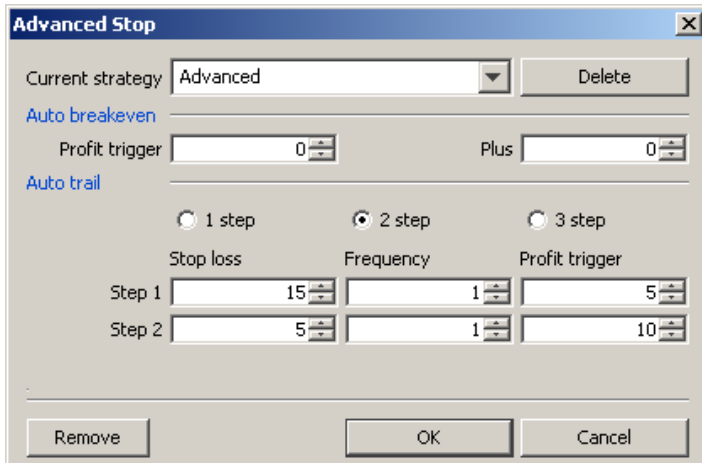 Advanced Stop
Current strategy Advanced Delete
Auto breakeven
Profit trigger 0 Plus 0
Auto trail
1 step 2 step 3 step
Stop loss Frequency Profit trigger
Step 1 15 1 5
Step 2 5 1 10
Remove OK Cancel